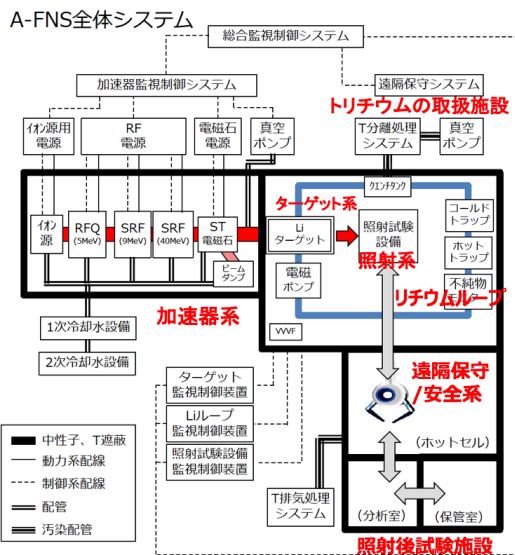 A-FNS全体システム
総合監視制御システム
加速器監視制御システム
遠隔保守システム
トリチウムの取扱施設
イオン源用
電源
RF
電源
電磁石
電源
真空
ポンプ
T分離処理
システム
真空
ポンプ
クエンチタンク
ターゲット系
イオン
源
RFQ
(5MeV)
SRF
(9MeV)
SRF
(40MeV)
ST
電磁石
Li
ターゲット
照射試験
設備
照射系
コールド
トラップ
ホット
トラップ
ビーム
ダンプ
電磁
ポンプ
不純物
リチウムループ
加速器系
1次冷却水設備
VVVF
2次冷却水設備
遠隔保守
/安全系
ターゲット
監視制御装置
Liループ
監視制御装置
照射試験設備
監視制御装置
(ホットセル)
中性子、T遮蔽
動力系配線
制御系配線
配管
汚染配管
T排気処理
システム
(分析室)
(保管室)
照射後試験施設